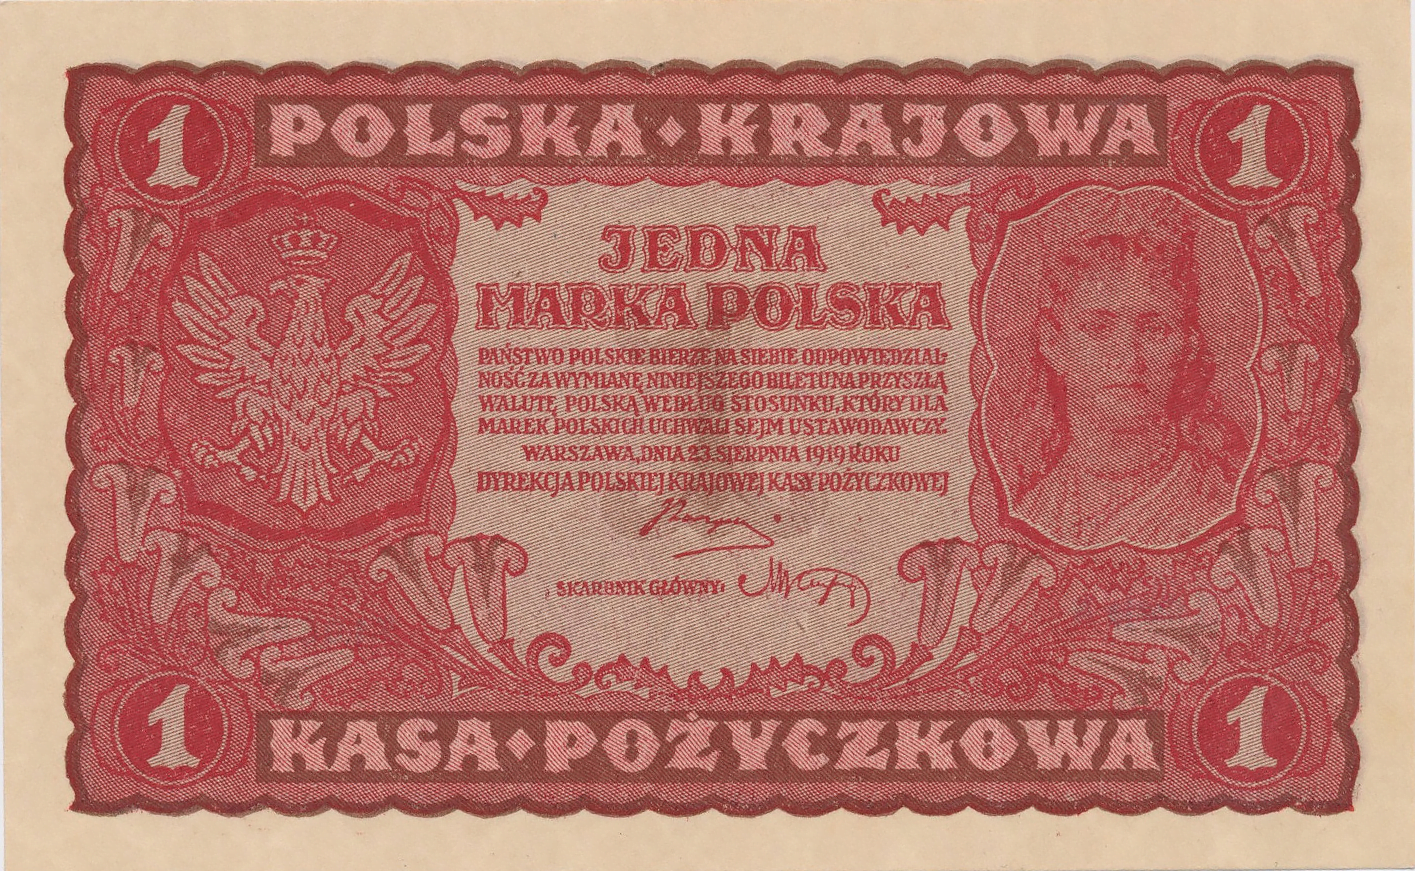 1 POLSKA · KRAJOWA 1
JEDNA
MARKA POLSKA
PAŃSTWO POLSKIE BIERZE NA SIEBIE ODPOWIEDZIAL-
NOŚĆ ZA WYMIANĘ NINIEJSZEGO BILETU NA PRZYSZŁĄ
WALUTĘ POLSKĄ WEDŁUG STOSUNKU, KTÓRY DLA
MAREK POLSKICH UCHWALI SEJM USTAWODAWCZY.
WARSZAWA, DNIA 23 SIERPNIA 1919 ROKU
DYREKCJA POLSKIEJ KRAJOWEJ KASY POŻYCZKOWEJ
SKARBNIK GŁÓWNY:
1 KASA · POŻYCZKOWA 1